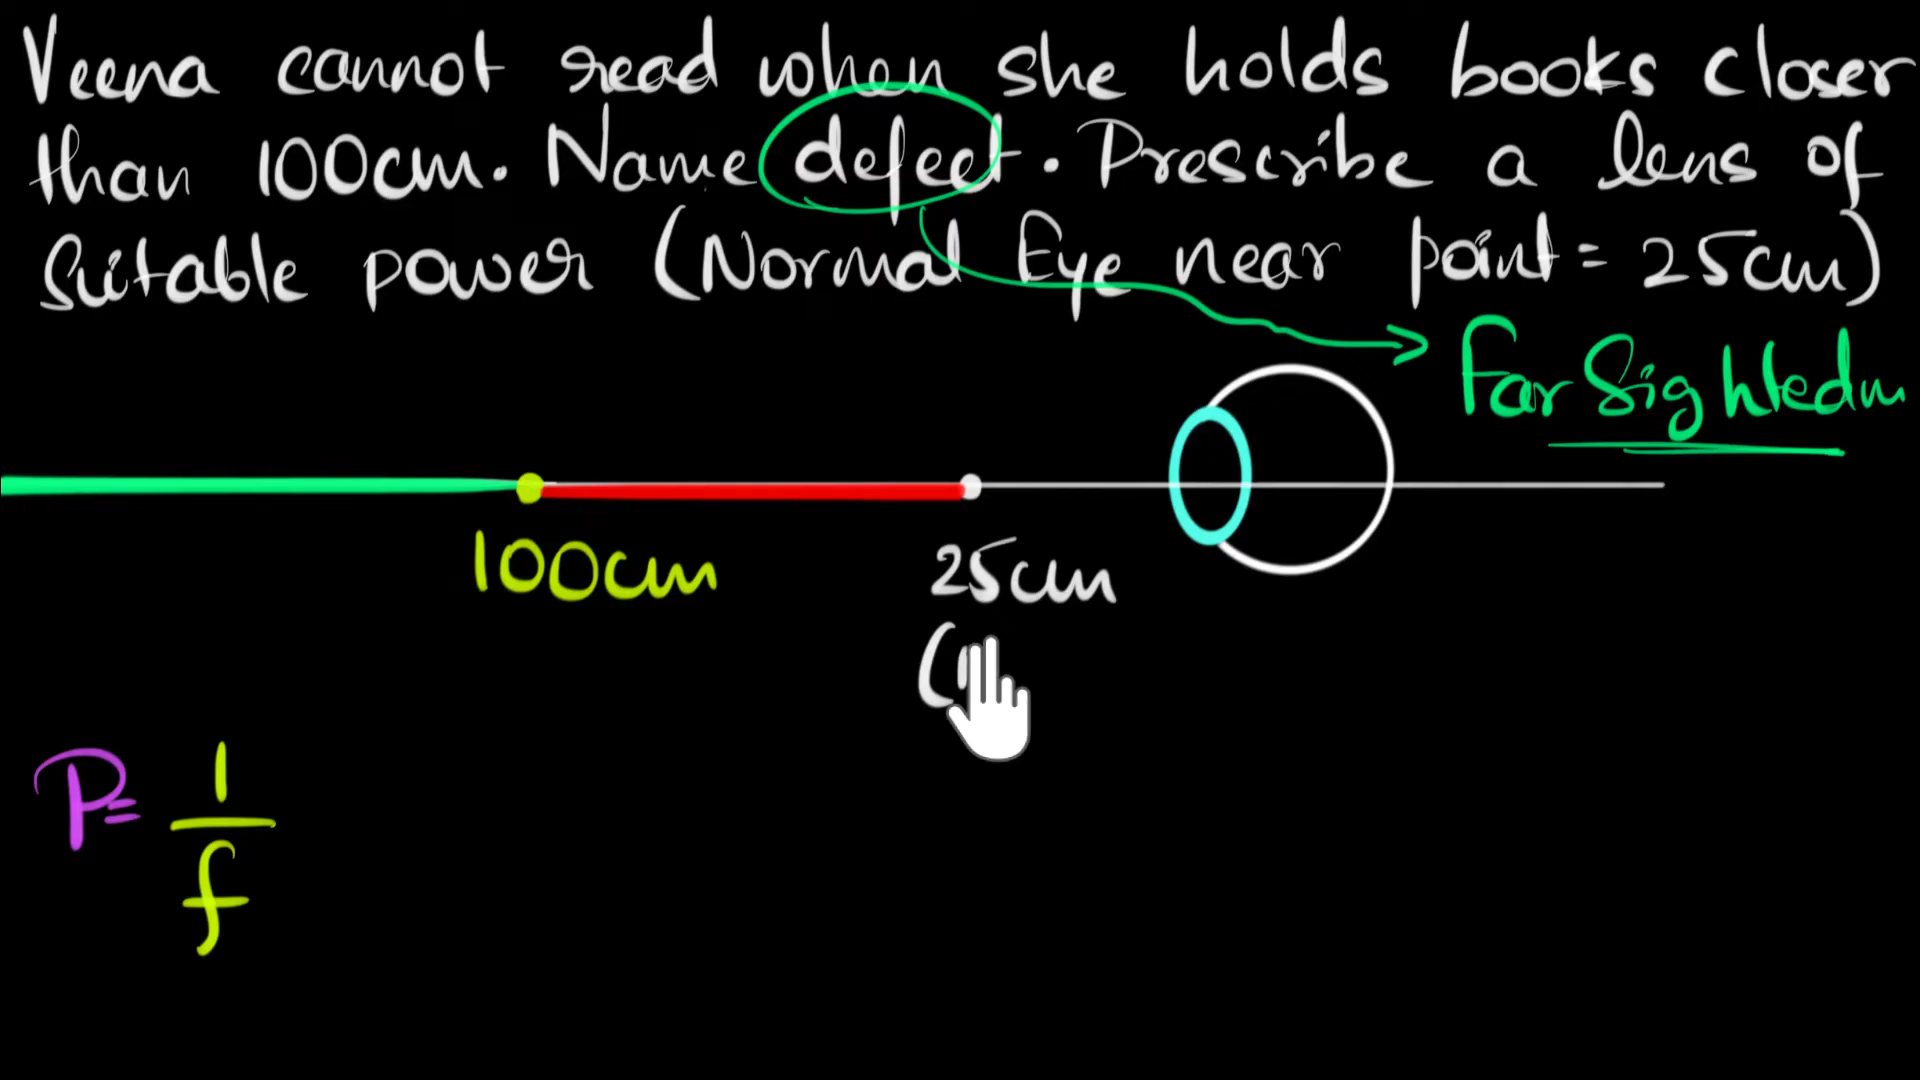 Veena cannot read when she holds books closer
than 100cm. Name defect. Prescribe a lens of
Suitable power (Normal Eye near point = 25cm)
Far Sightedn
100cm
25cm
(
P = 1/f